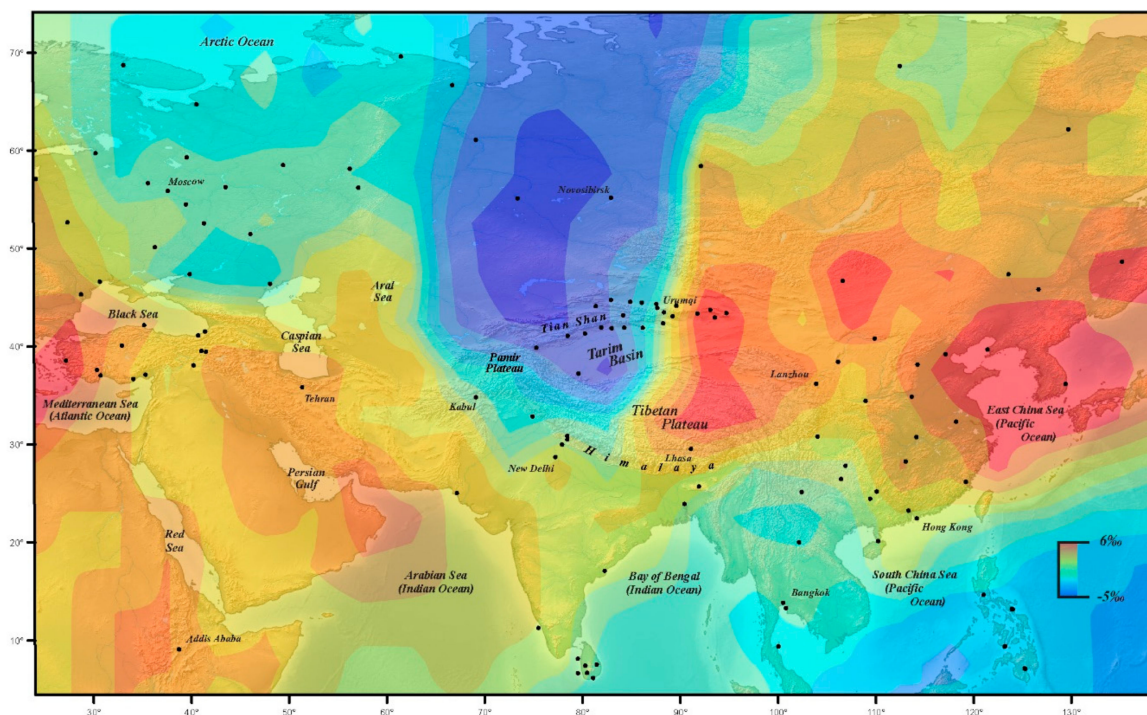 Arctic Ocean
70°
60°
Moscow
Novosibirsk
50°
Aral
Sea
Black Sea
Caspian
Sea
Urumqi
Tian Shan
Tarim
Basin
Pamir
Plateau
40°
Lanzhou
Mediterranean Sea
(Atlantic Ocean)
Tehran
Kabul
Tibetan
Plateau
East China Sea
(Pacific
Ocean)
30°
New Delhi
Himalaya
Lhasa
Persian
Gulf
Hong Kong
Red
Sea
20°
Arabian Sea
(Indian Ocean)
Bay of Bengal
(Indian Ocean)
South China Sea
(Pacific
Ocean)
Bangkok
6‰
-5‰
10°
Addis Ababa
30° 40° 50° 60° 70° 80° 90° 100° 110° 120° 130°